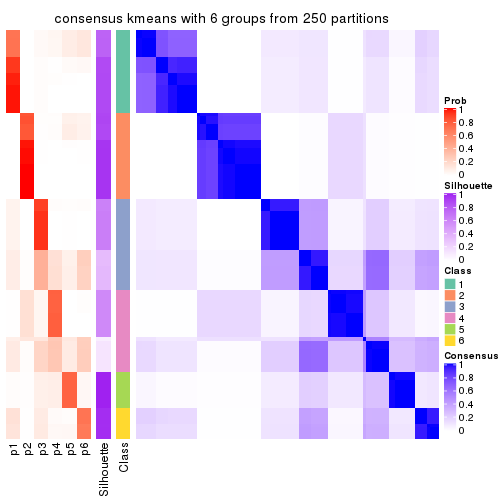 consensus kmeans with 6 groups from 250 partitions
Prob
1
0.8
0.6
0.4
0.2
0
Silhouette
1
0.8
0.6
0.4
0.2
0
Class
1
2
3
4
5
6
Consensus
1
0.8
0.6
0.4
0.2
0
p1
p2
p3
p4
p5
p6
Silhouette
Class